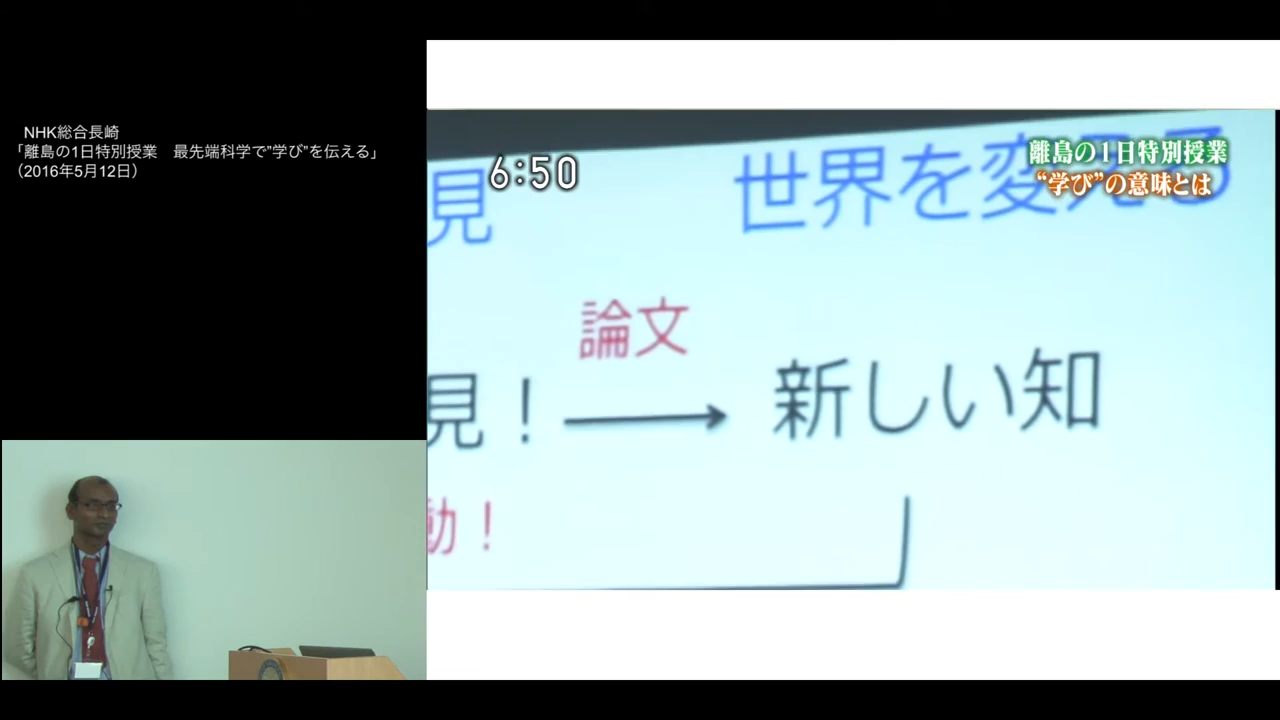 NHK総合長崎
「離島の1日特別授業　最先端科学で”学び”を伝える」
（2016年5月12日）
6:50
離島の1日特別授業
“学び”の意味とは
見
世界を変える
論文
見！
新しい知
動！